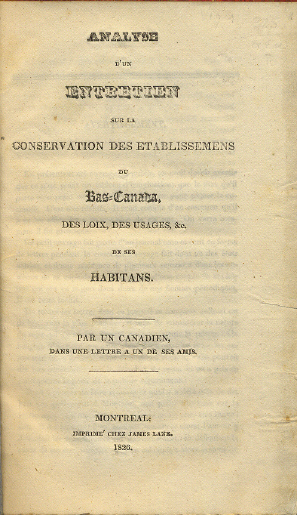 ANALYSE
D'UN
ENTRETIEN
SUR LA
CONSERVATION DES ETABLISSEMENS
DU
Bas-Canada,
DES LOIX, DES USAGES, &c.
DE SES
HABITANS.
PAR UN CANADIEN,
DANS UNE LETTRE A UN DE SES AMIS.
MONTREAL:
IMPRIME' CHEZ JAMES LANE.
1826.